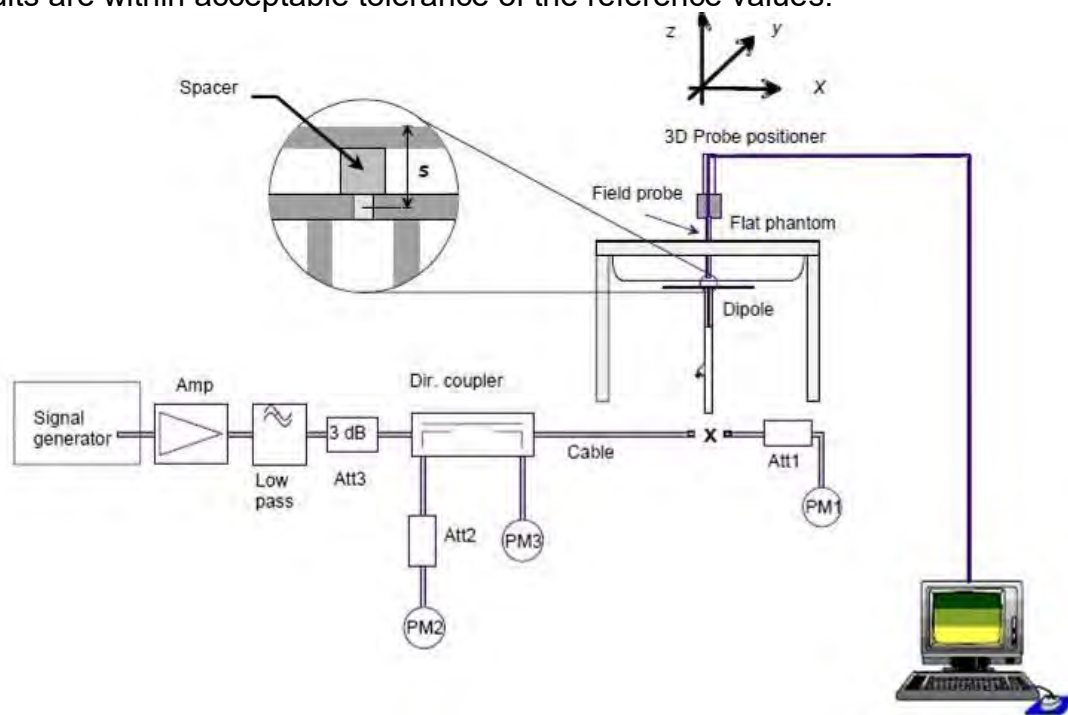 ults are within acceptable tolerance of the reference values.
z
y
x
Spacer
s
3D Probe positioner
Field probe
Flat phantom
Dipole
Signal
generator
Amp
Low
pass
3 dB
Att3
Dir. coupler
Att2
PM2
PM3
Cable
X
Att1
PM1